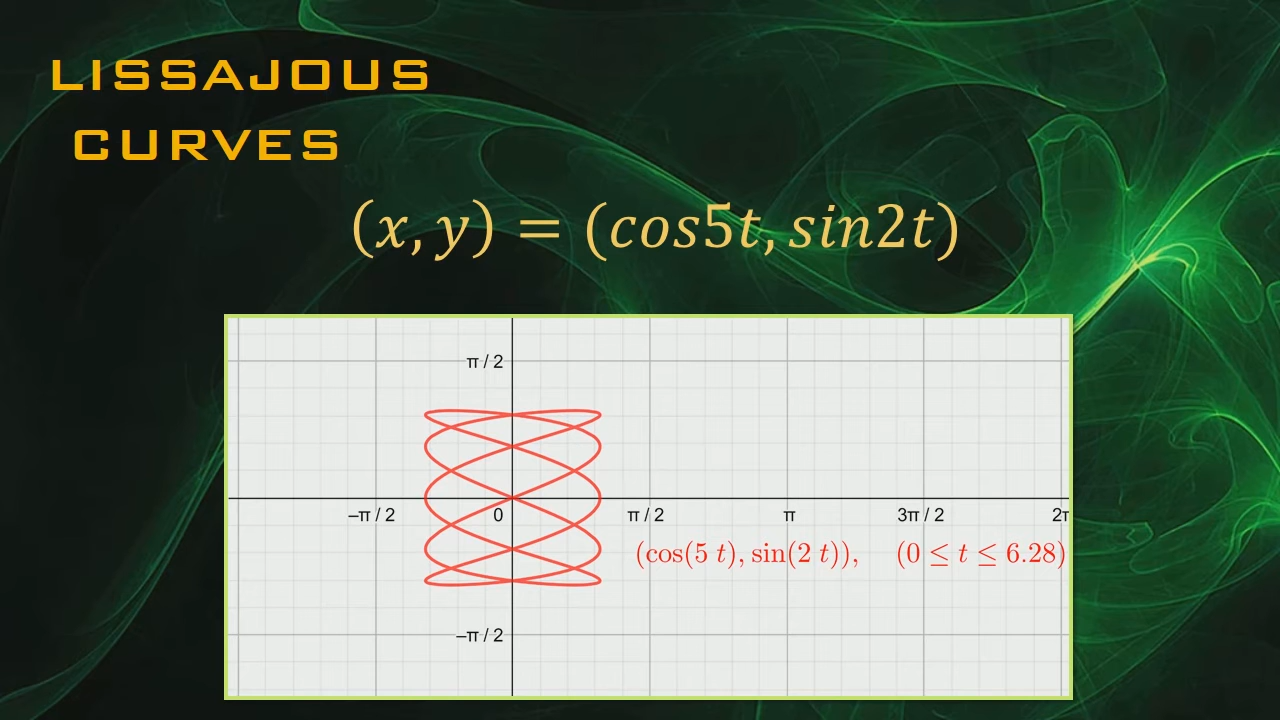 LISSAJOUS
CURVES
(x, y) = (cos5t, sin2t)
π / 2
–π / 2
0
π / 2
π
3π / 2
2π
(cos(5 t), sin(2 t)),    (0 ≤ t ≤ 6.28)
–π / 2